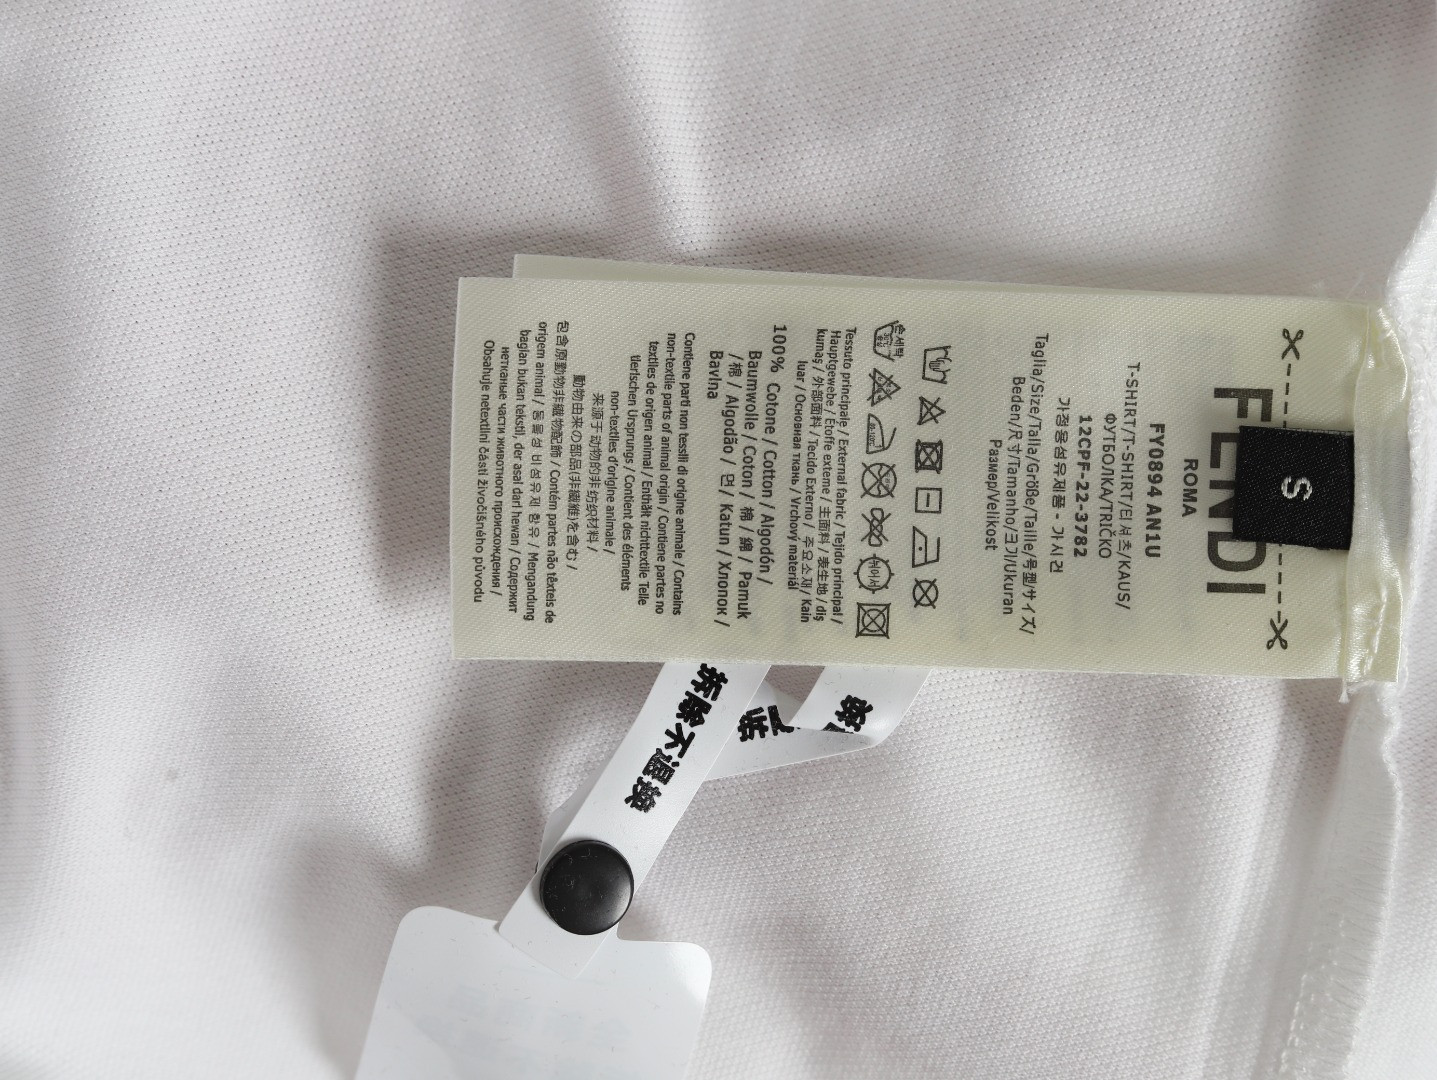 FENDI
S
ROMA
FY0894 AN1U
T-SHIRT/T-SHIRT/티셔츠/KAUS/
ФУТБОЛКА/TRIČKO
12CPF-22-3782
가정용섬유제품 - 가시건
Taglia/Size/Talla/Größe/Taille/号型/サイズ/
Beden/尺寸/Tamanho/크기/Ukuran
Размер/Velikost
손세탁
Tessuto principale / External fabric / Tejido principal /
Hauptgewebe / Etoffe externe / 主面料 / 表生地 / dış
kumaş / 外部面料 / Tecido Externo / 주요소재/ Kain
luar / Основная ткань / Vrchový materiál
100% Cotone / Cotton / Algodón /
Baumwolle / Coton / 棉 / 綿 / Pamuk
/ 棉 / Algodão / 면 / Katun / Хлопок /
Bavlna
Contiene parti non tessili di origine animale / Contains
non-textile parts of animal origin / Contiene partes no
textiles de origen animal / Enthält nichttextile Teile
tierischen Ursprungs / Contient des éléments
non-textiles d'origine animale /
来源于动物的非纺织材料 /
動物由来の部品(非繊維)を含む /
包含原動物非織物配飾 / Contém partes não têxteis de
origem animal / 동물성 비섬유제 함유 / Mengandung
bagian bukan tekstil, der asal dari hewan / Содержит
нетканые части животного происхождения /
Obsahuje netextilní části živočišného původu
拆除不退换